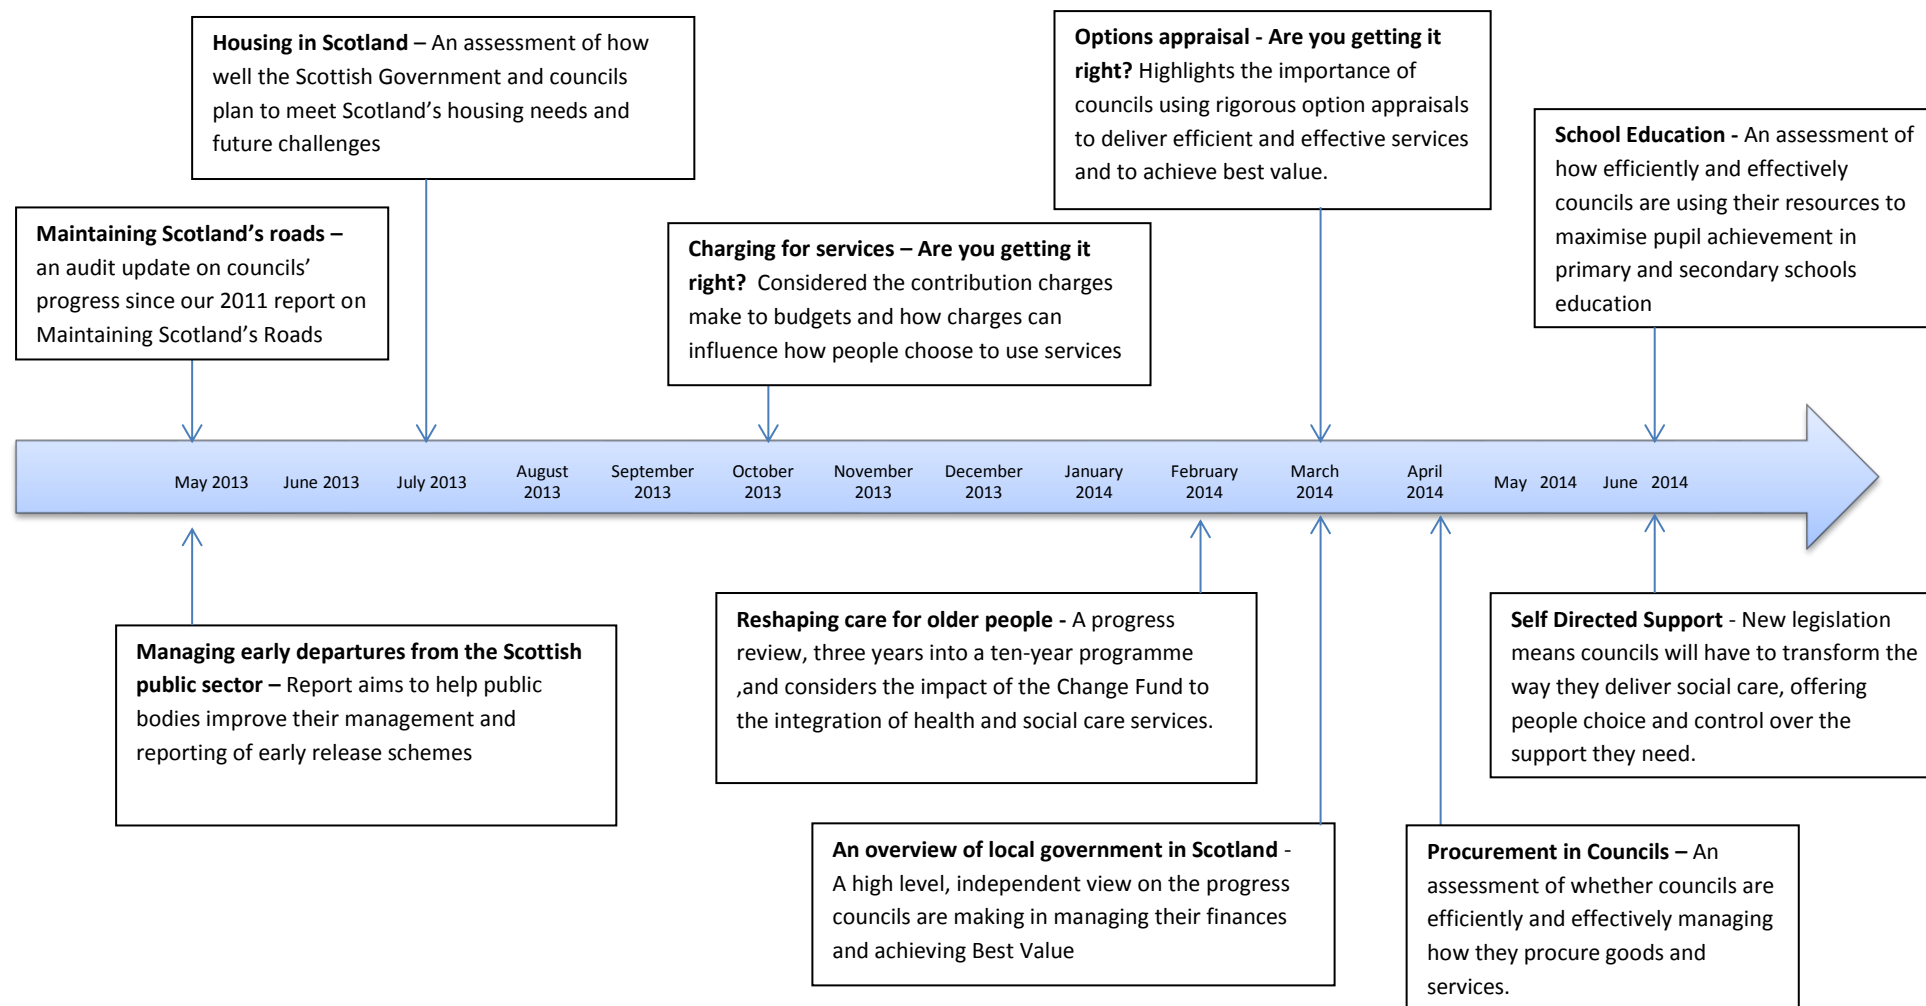 Housing in Scotland – An assessment of how
well the Scottish Government and councils
plan to meet Scotland’s housing needs and
future challenges
Options appraisal - Are you getting it
right? Highlights the importance of
councils using rigorous option appraisals
to deliver efficient and effective services
and to achieve best value.
School Education - An assessment of
how efficiently and effectively
councils are using their resources to
maximise pupil achievement in
primary and secondary schools
education
Maintaining Scotland’s roads –
an audit update on councils’
progress since our 2011 report on
Maintaining Scotland’s Roads
Charging for services – Are you getting it
right?  Considered the contribution charges
make to budgets and how charges can
influence how people choose to use services
May 2013
June 2013
July 2013
August
2013
September
2013
October
2013
November
2013
December
2013
January
2014
February
2014
March
2014
April
2014
May   2014
June   2014
Managing early departures from the Scottish
public sector – Report aims to help public
bodies improve their management and
reporting of early release schemes
Reshaping care for older people - A progress
review, three years into a ten-year programme
,and considers the impact of the Change Fund to
the integration of health and social care services.
Self Directed Support - New legislation
means councils will have to transform the
way they deliver social care, offering
people choice and control over the
support they need.
An overview of local government in Scotland -
A high level, independent view on the progress
councils are making in managing their finances
and achieving Best Value
Procurement in Councils – An
assessment of whether councils are
efficiently and effectively managing
how they procure goods and
services.